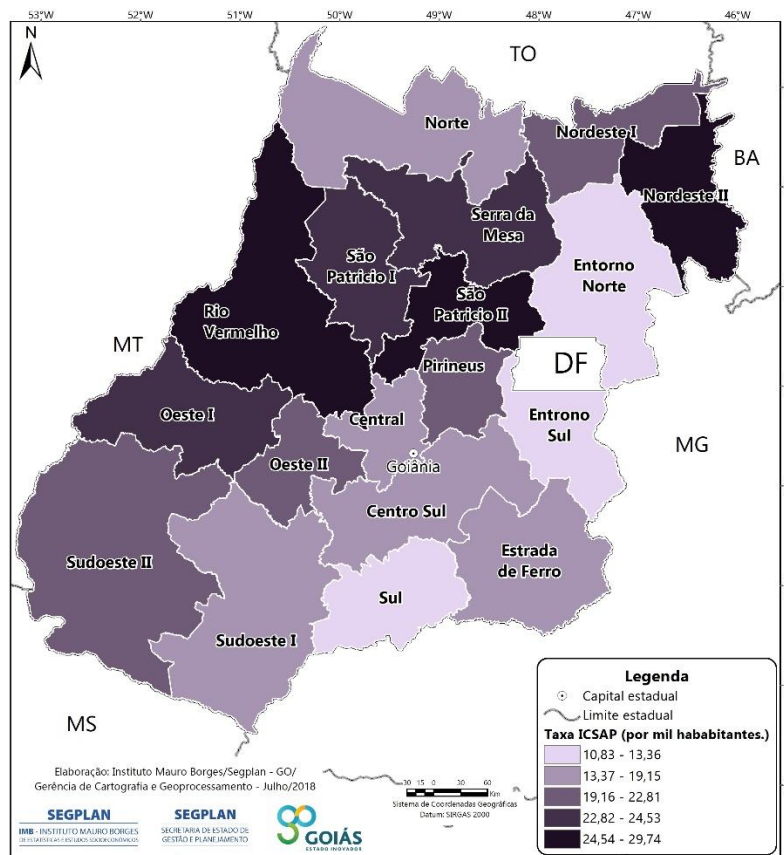 53°W 52°W 51°W 50°W 49°W 48°W 47°W 46°W
N
TO
Norte
Nordeste I
BA
Nordeste II
Serra da
Mesa
São
Patricio I
Entorno
Norte
São
Patricio II
Rio
Vermelho
MT
Pirineus
DF
Oeste I
Central
Entrono
Sul
MG
Oeste II
Goiânia
Centro Sul
Estrada
de Ferro
Sudoeste II
Sul
Sudoeste I
MS
Legenda
Capital estadual
Limite estadual
Taxa ICSAP (por mil hababitantes.)
10,83 - 13,36
13,37 - 19,15
19,16 - 22,81
22,82 - 24,53
24,54 - 29,74
Elaboração: Instituto Mauro Borges/Segplan - GO/
Gerência de Cartografia e Geoprocessamento - Julho/2018
30 15 0 30 60
Km
Sistema de Coordenadas Geográficas
Datum: SIRGAS 2000
SEGPLAN
IMB - INSTITUTO MAURO BORGES
DE ESTATÍSTICAS E ESTUDOS SOCIOECONÔMICOS
SEGPLAN
SECRETARIA DE ESTADO DE
GESTÃO E PLANEJAMENTO
GOIÁS
ESTADO INOVADOR